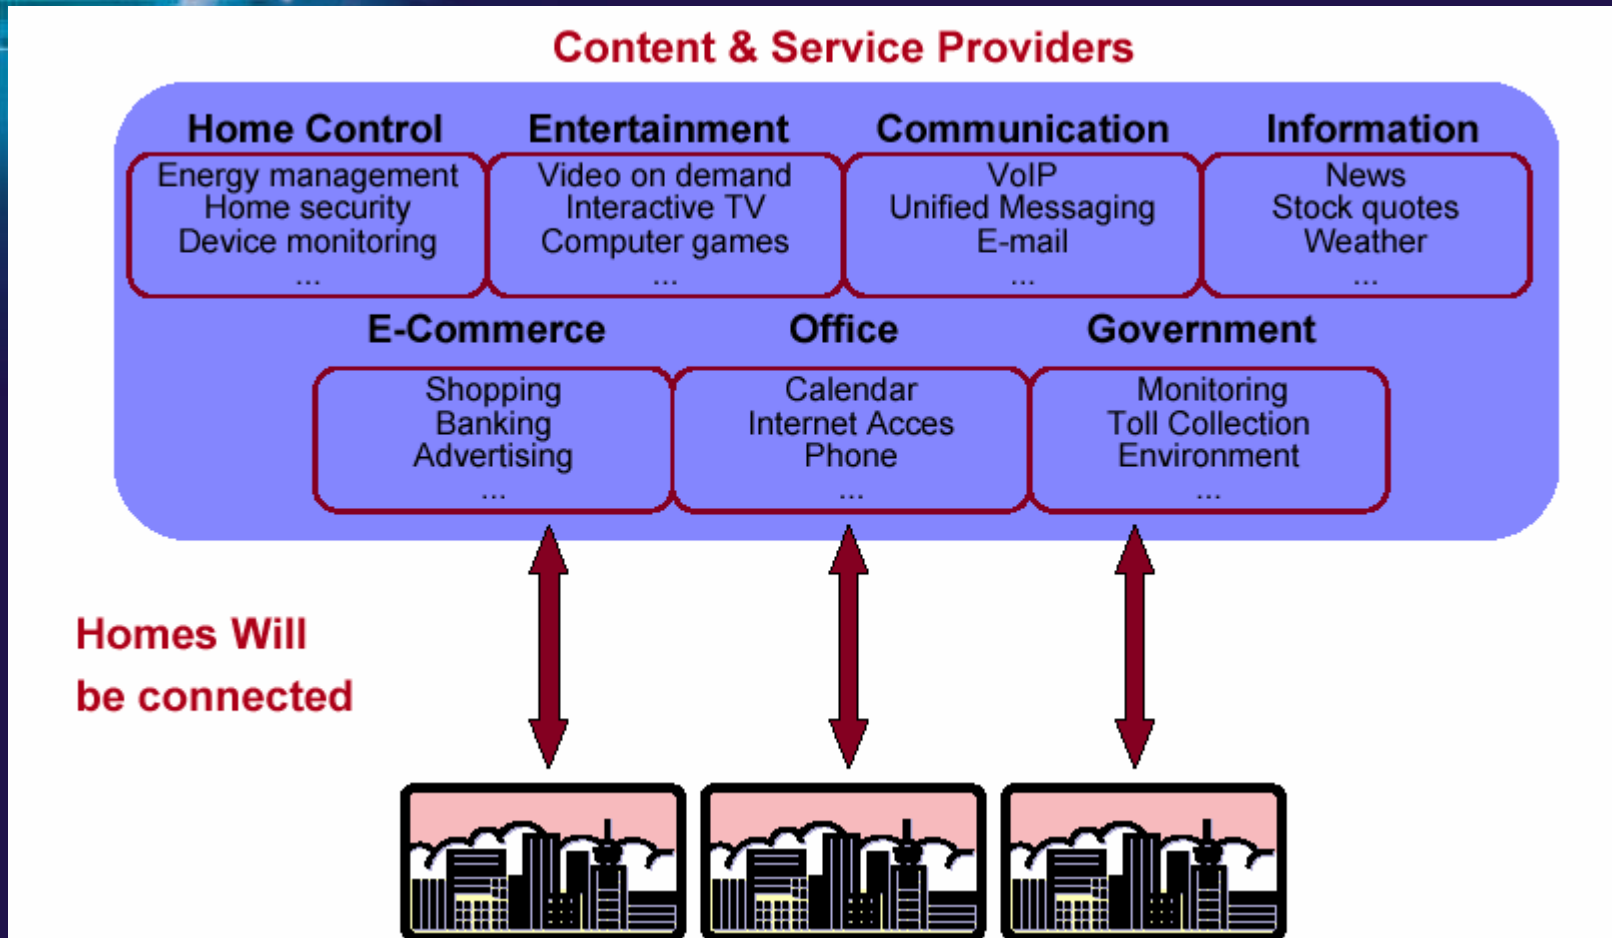 Content & Service Providers
Home Control
Energy management
Home security
Device monitoring
...
Entertainment
Video on demand
Interactive TV
Computer games
...
Communication
VoIP
Unified Messaging
E-mail
...
Information
News
Stock quotes
Weather
...
E-Commerce
Shopping
Banking
Advertising
...
Office
Calendar
Internet Acces
Phone
...
Government
Monitoring
Toll Collection
Environment
...
Homes Will
be connected